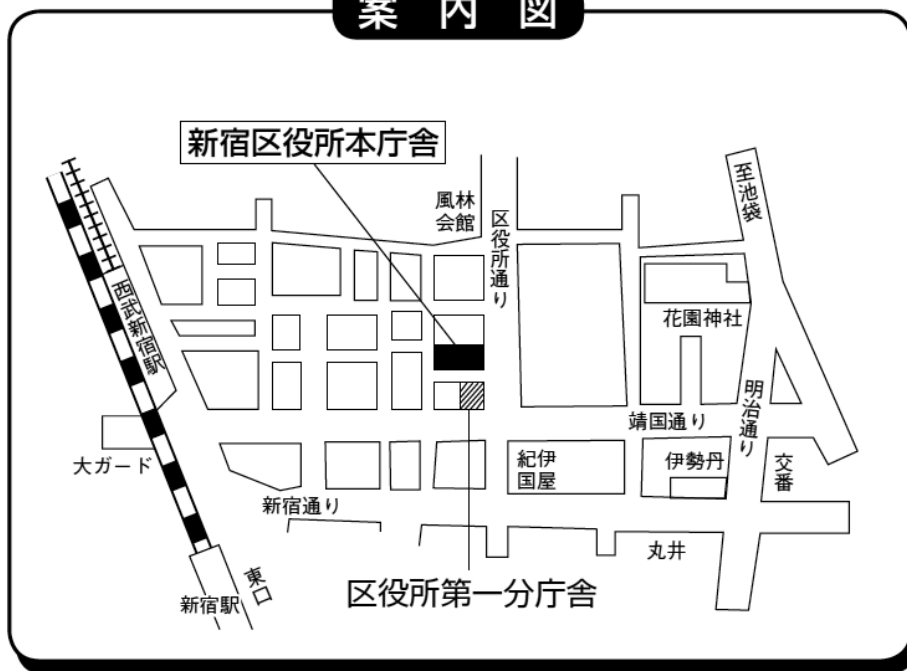 案内図
新宿区役所本庁舎
風林
会館
区役所通り
至池袋
西武新宿駅
花園神社
明治通り
靖国通り
大ガード
紀伊
国屋
伊勢丹
交番
新宿通り
丸井
東口
新宿駅
区役所第一分庁舎